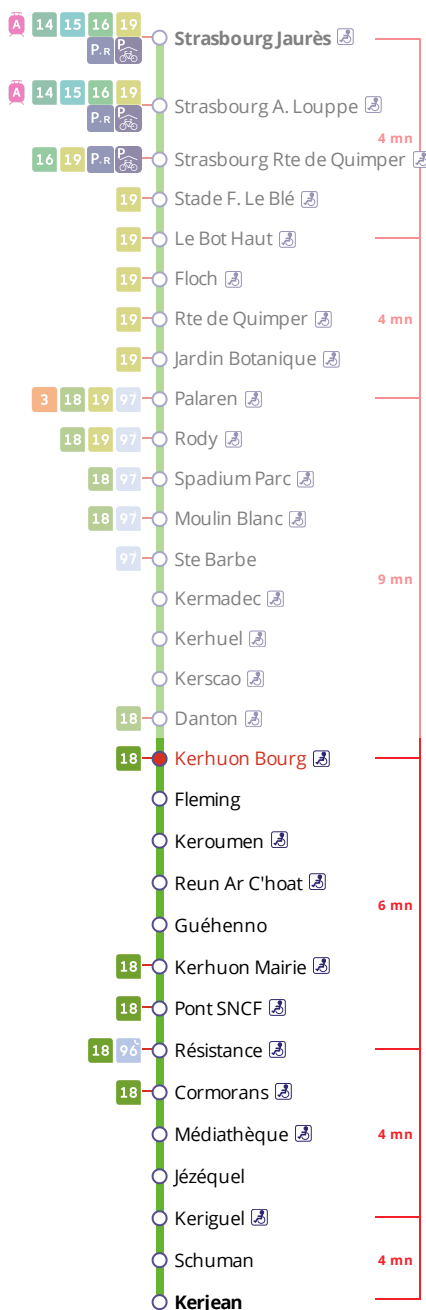 A 14 15 16 19 Strasbourg Jaurès
P+R P
A 14 15 16 19 Strasbourg A. Louppe
P+R P
4 mn
16 19 P+R P Strasbourg Rte de Quimper
19 Stade F. Le Blé
19 Le Bot Haut
19 Floch
19 Rte de Quimper 4 mn
19 Jardin Botanique
3 18 19 97 Palaren
18 19 97 Rody
18 97 Spadium Parc
18 97 Moulin Blanc
97 Ste Barbe
9 mn
Kermadec
Kerhuel
Kerscao
18 Danton
18 Kerhuon Bourg
Fleming
Keroumen
Reun Ar C'hoat
6 mn
Guéhenno
18 Kerhuon Mairie
18 Pont SNCF
18 96 Résistance
18 Cormorans
Médiathèque 4 mn
Jézéquel
Keriguel
Schuman 4 mn
Kerjean